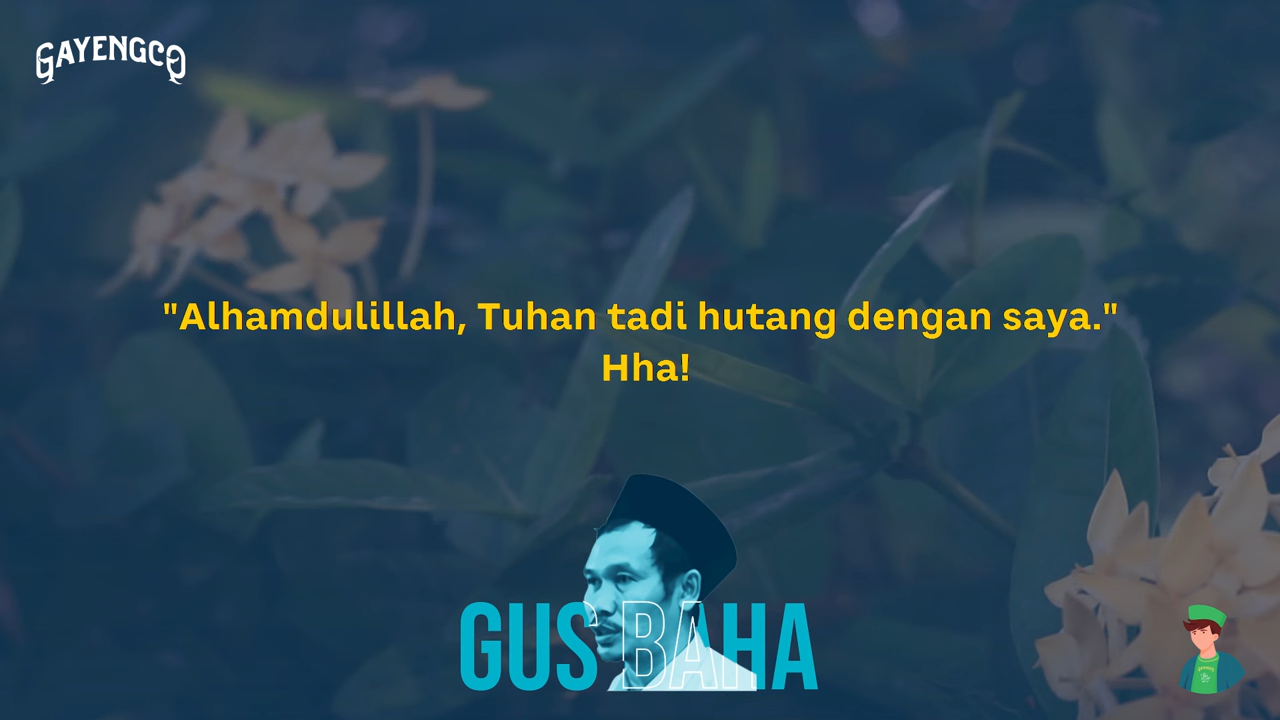 GAYENGCO
"Alhamdulillah, Tuhan tadi hutang dengan saya."
Hha!
GUS BAHA